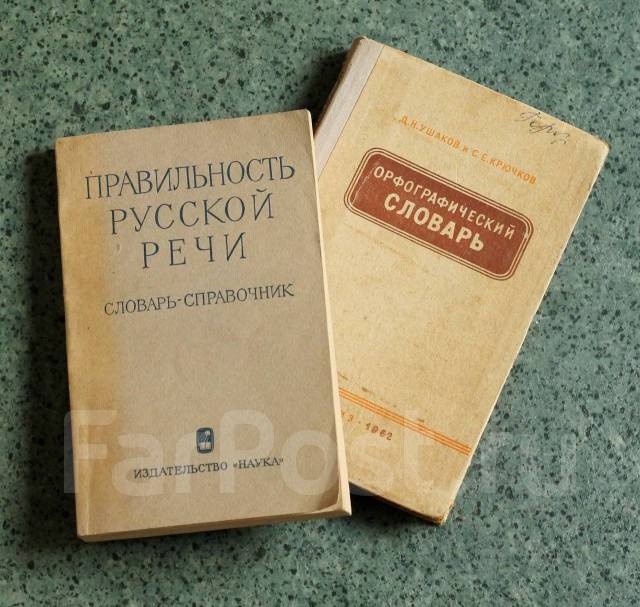 ПРАВИЛЬНОСТЬ
РУССКОЙ
РЕЧИ
СЛОВАРЬ-СПРАВОЧНИК
ИЗДАТЕЛЬСТВО «НАУКА»
Д.Н.УШАКОВ и С.Е.КРЮЧКОВ
ОРФОГРАФИЧЕСКИЙ
СЛОВАРЬ
1962
FarPost.ru